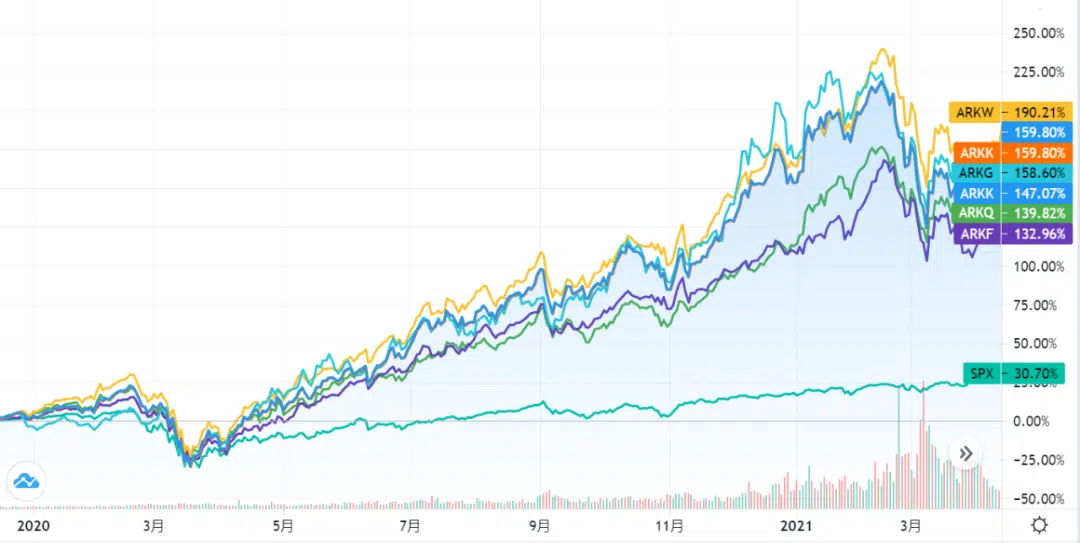 250.00%
225.00%
ARKW 190.21%
159.80%
ARKK 159.80%
ARKG 158.60%
ARKK 147.07%
ARKQ 139.82%
ARKF 132.96%
100.00%
75.00%
50.00%
SPX 30.70%
25.00%
0.00%
−25.00%
−50.00%
2020 3月 5月 7月 9月 11月 2021 3月